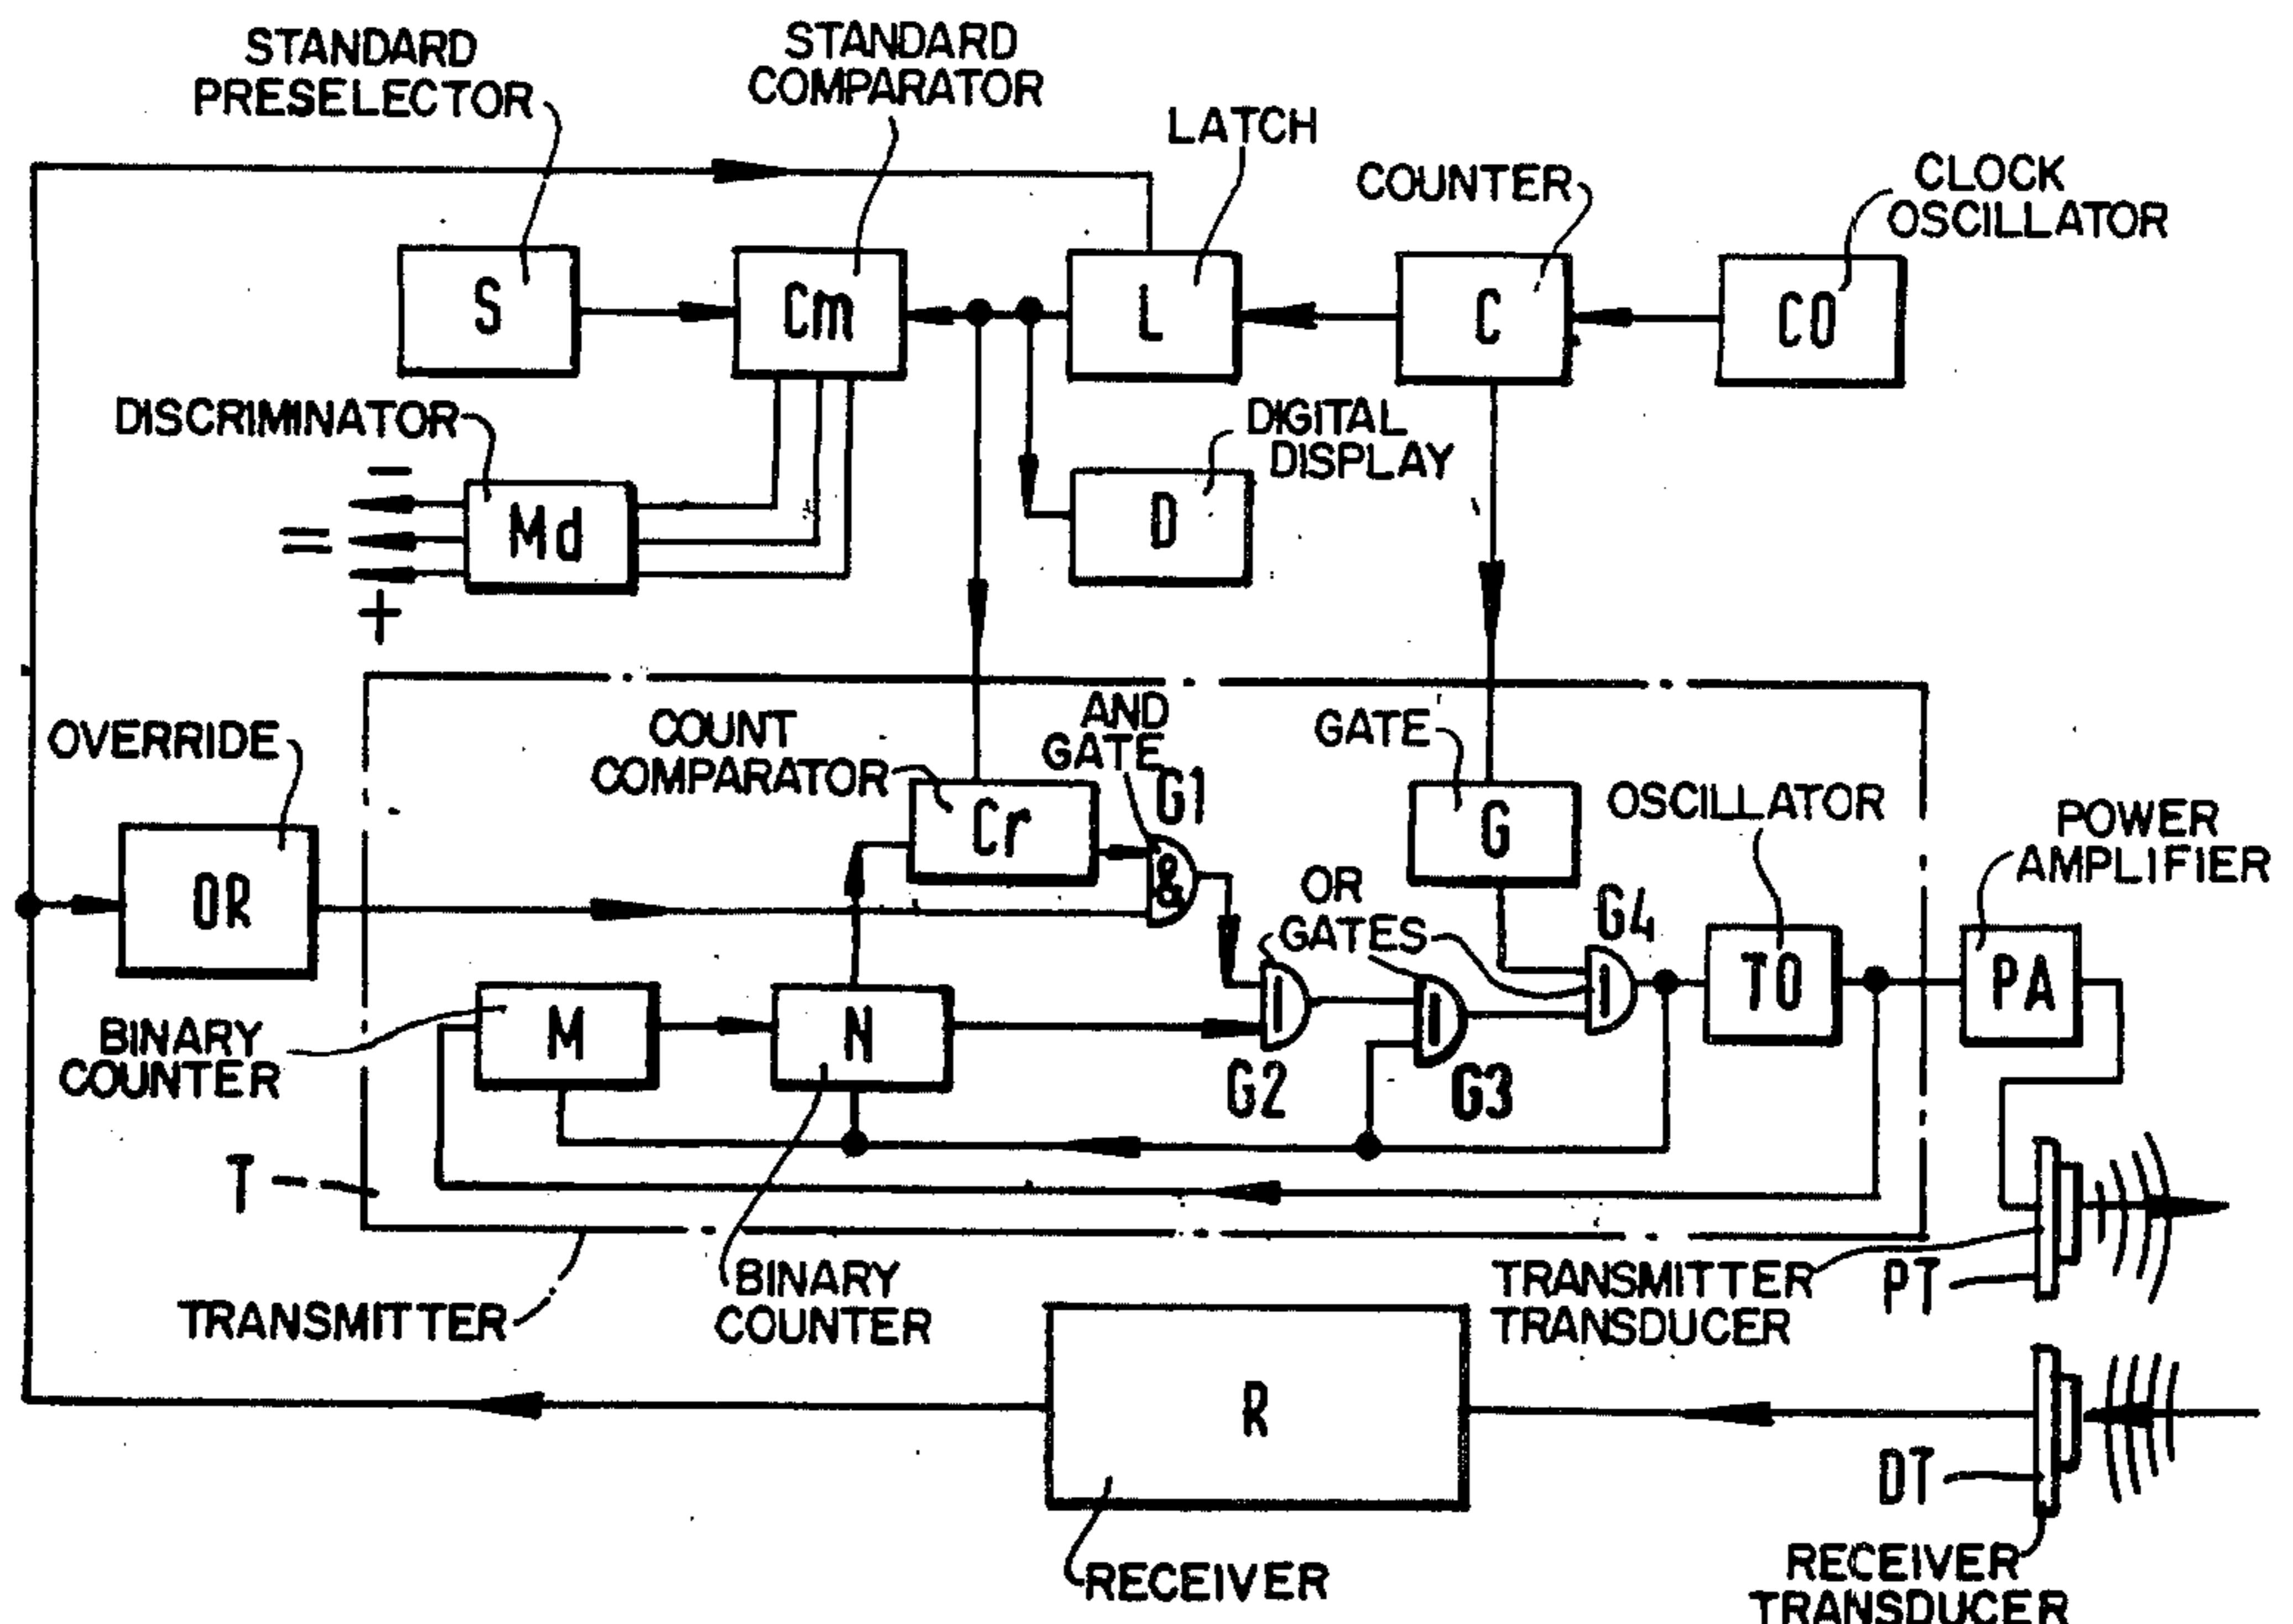 STANDARD
PRESELECTOR
STANDARD
COMPARATOR
LATCH
COUNTER
CLOCK
OSCILLATOR
S
Cm
L
C
CO
DISCRIMINATOR
DIGITAL
DISPLAY
−
=
+
Md
D
OVERRIDE
COUNT
COMPARATOR
AND
GATE
G1
GATE
OSCILLATOR
POWER
AMPLIFIER
OR
Cr
&
G
OR
GATES
G4
TO
PA
M
N
BINARY
COUNTER
G2
G3
T
TRANSMITTER
BINARY
COUNTER
TRANSMITTER
TRANSDUCER
PT
R
DT
RECEIVER
RECEIVER
TRANSDUCER